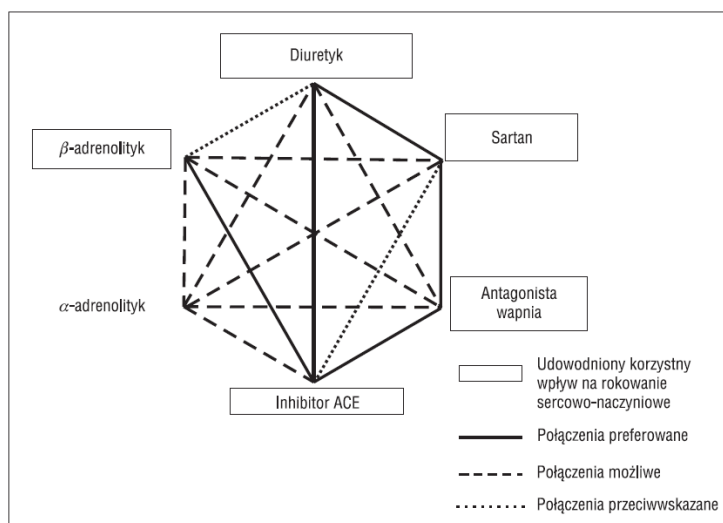 Diuretyk
β-adrenolityk
Sartan
α-adrenolityk
Antagonista
wapnia
Inhibitor ACE
Udowodniony korzystny
wpływ na rokowanie
sercowo-naczyniowe
Połączenia preferowane
Połączenia możliwe
Połączenia przeciwwskazane